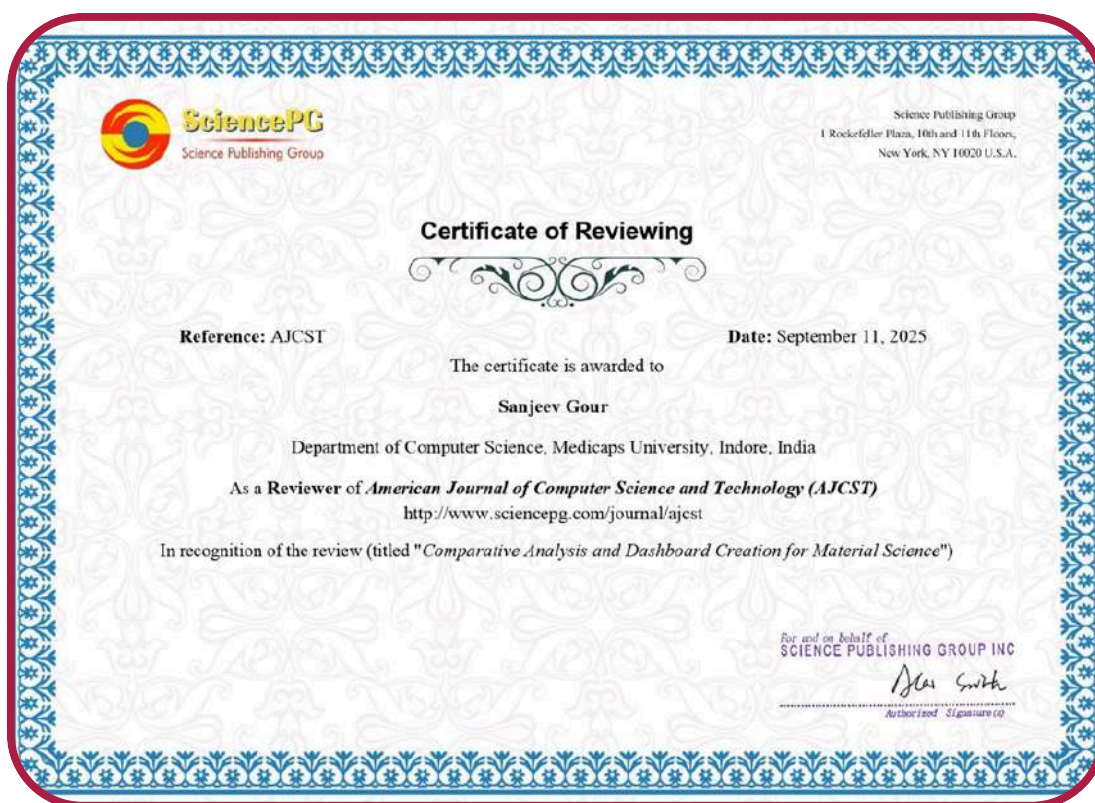 SciencePG
Science Publishing Group
Science Publishing Group
1 Rockefeller Plaza, 10th and 11th Floors,
New York, NY 10020 U.S.A.
Certificate of Reviewing
Reference: AJCST
Date: September 11, 2025
The certificate is awarded to
Sanjeev Gour
Department of Computer Science, Medicaps University, Indore, India
As a Reviewer of American Journal of Computer Science and Technology (AJCST)
http://www.sciencepg.com/journal/ajcst
In recognition of the review (titled "Comparative Analysis and Dashboard Creation for Material Science")
For and on behalf of
SCIENCE PUBLISHING GROUP INC
Authorized Signature(s)